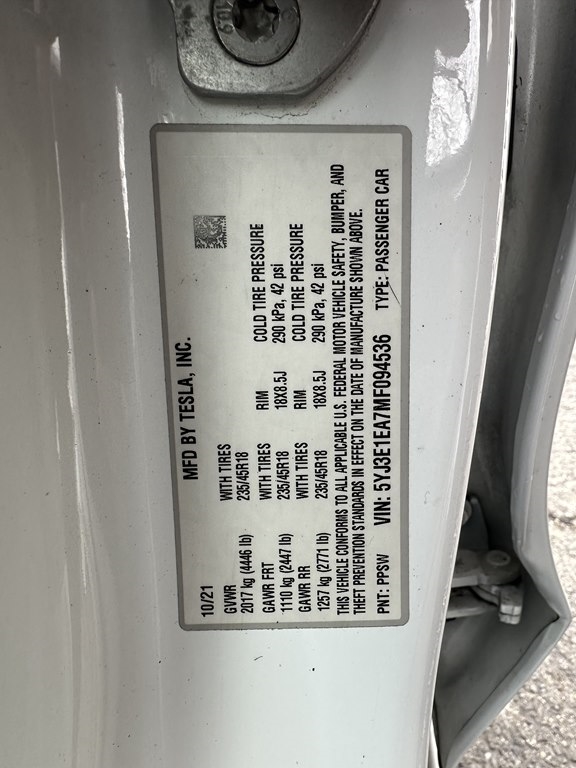 MFD BY TESLA, INC.
10/21
GVWR WITH TIRES
2017 kg (4446 lb) 235/45R18
GAWR FRT WITH TIRES RIM COLD TIRE PRESSURE
1110 kg (2447 lb) 235/45R18 18X8.5J 290 kPa, 42 psi
GAWR RR WITH TIRES RIM COLD TIRE PRESSURE
1257 kg (2771 lb) 235/45R18 18X8.5J 290 kPa, 42 psi
THIS VEHICLE CONFORMS TO ALL APPLICABLE U.S. FEDERAL MOTOR VEHICLE SAFETY, BUMPER, AND
THEFT PREVENTION STANDARDS IN EFFECT ON THE DATE OF MANUFACTURE SHOWN ABOVE.
PNT: PPSW VIN: 5YJ3E1EA7MF094536 TYPE: PASSENGER CAR